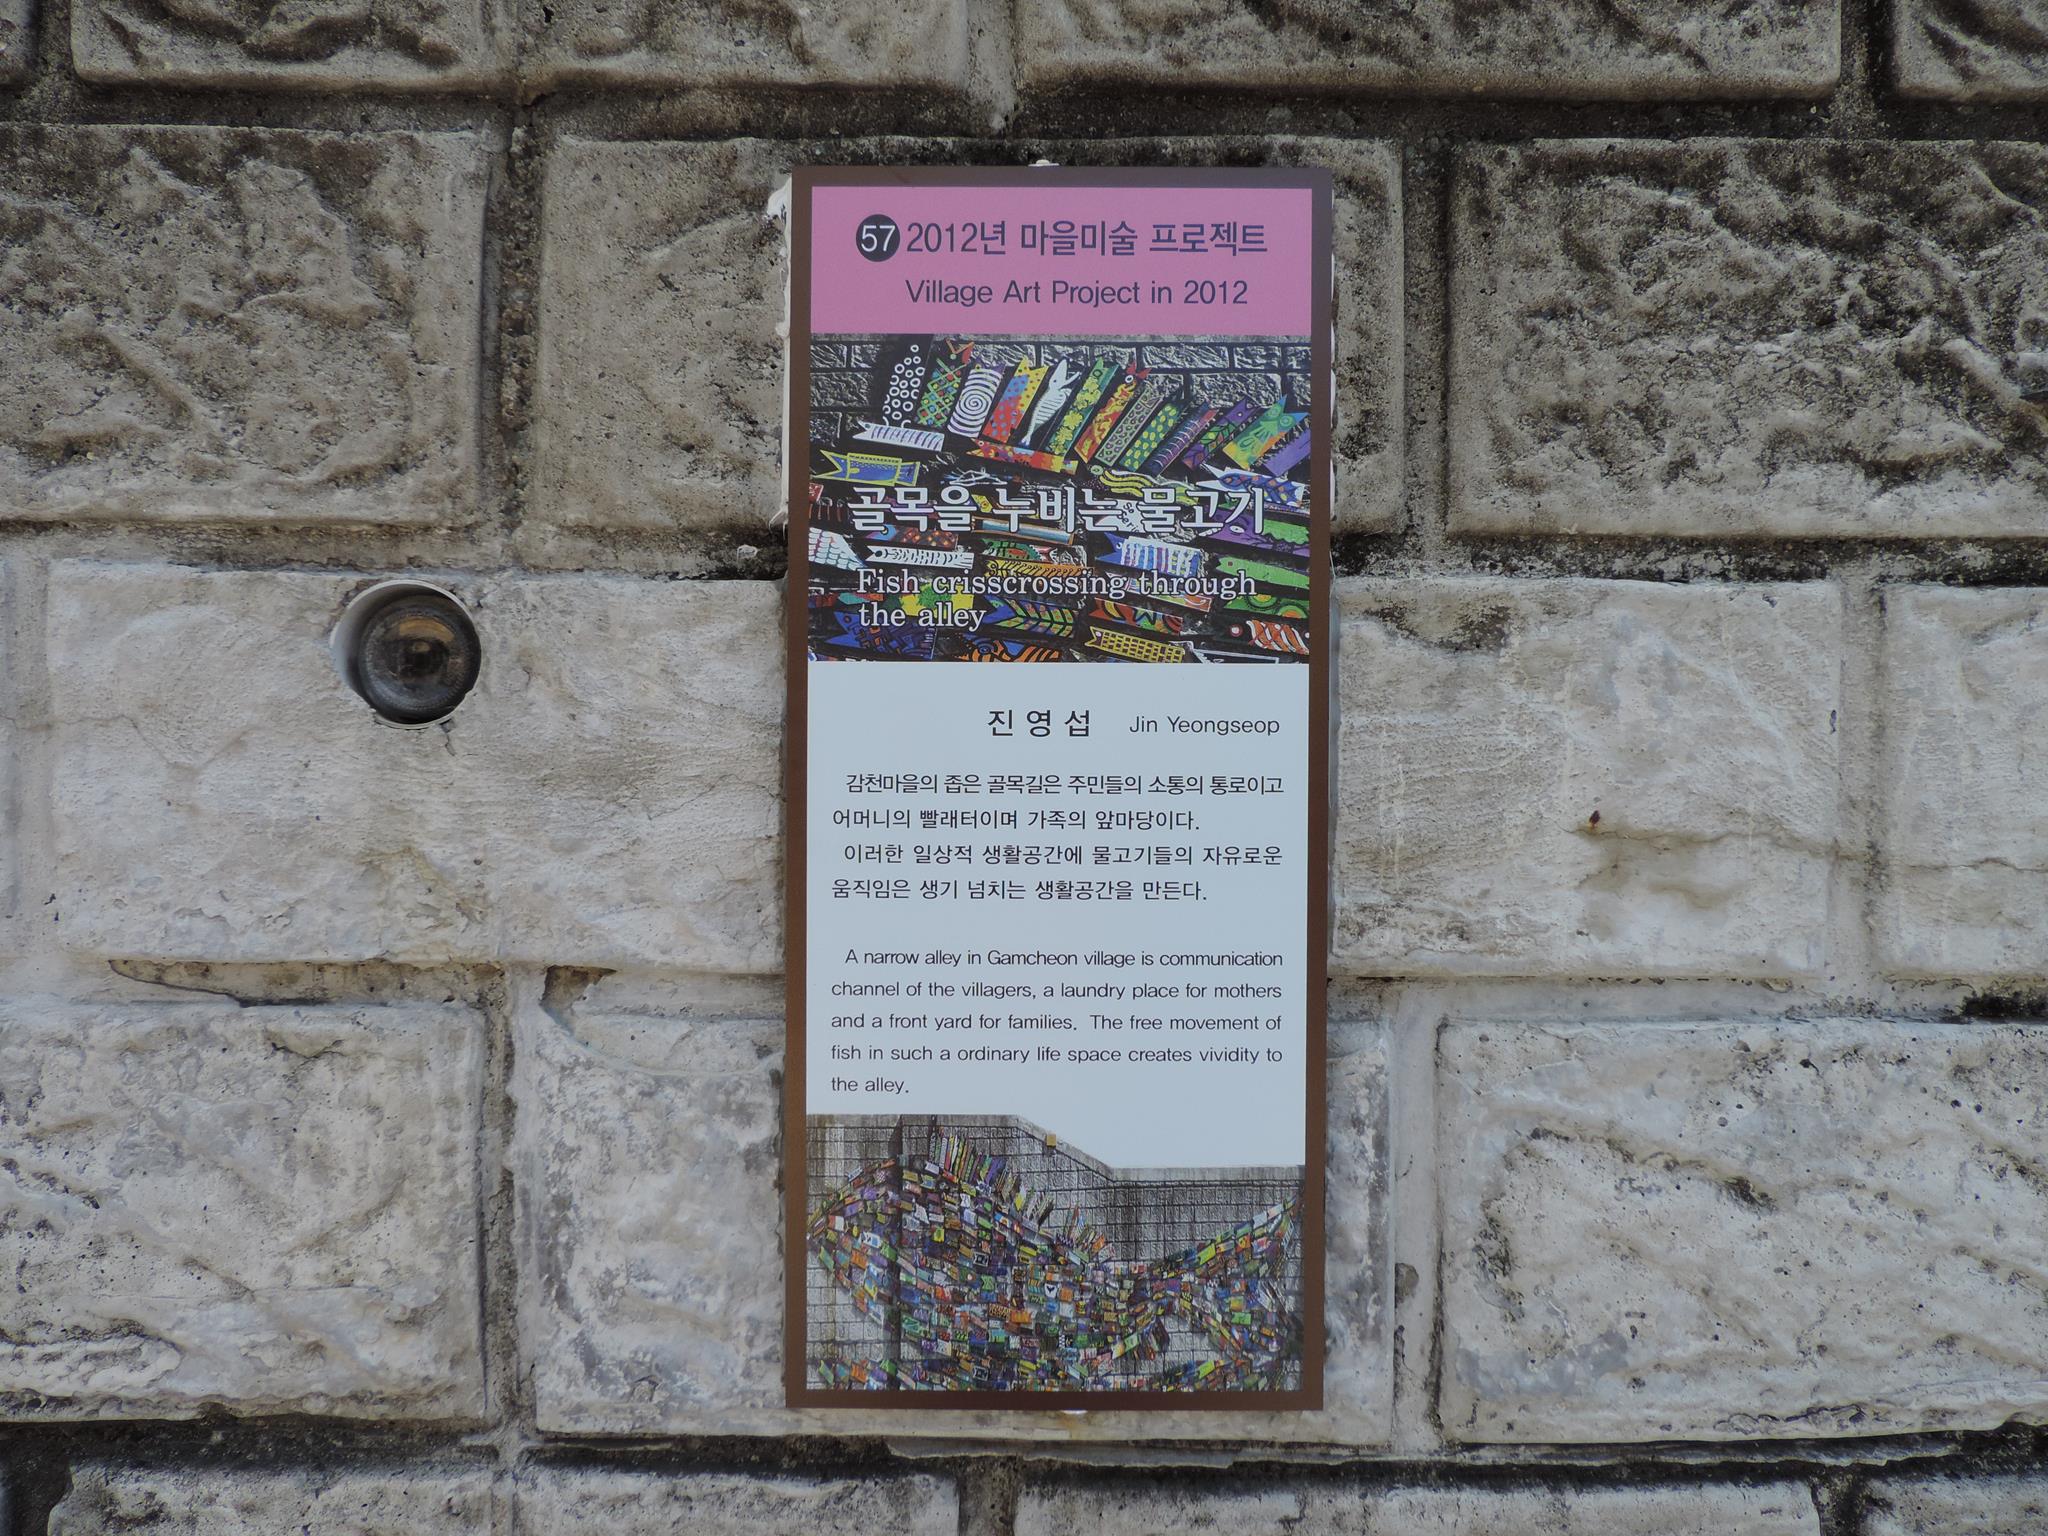 57 2012년 마을미술 프로젝트
Village Art Project in 2012
골목을 누비는 물고기
Fish crisscrossing through
the alley
진영섭 Jin Yeongseop
감천마을의 좁은 골목길은 주민들의 소통의 통로이고
어머니의 빨래터이며 가족의 앞마당이다.
이러한 일상적 생활공간에 물고기들의 자유로운
움직임은 생기 넘치는 생활공간을 만든다.
A narrow alley in Gamcheon village is communication
channel of the villagers, a laundry place for mothers
and a front yard for families. The free movement of
fish in such a ordinary life space creates vividity to
the alley.